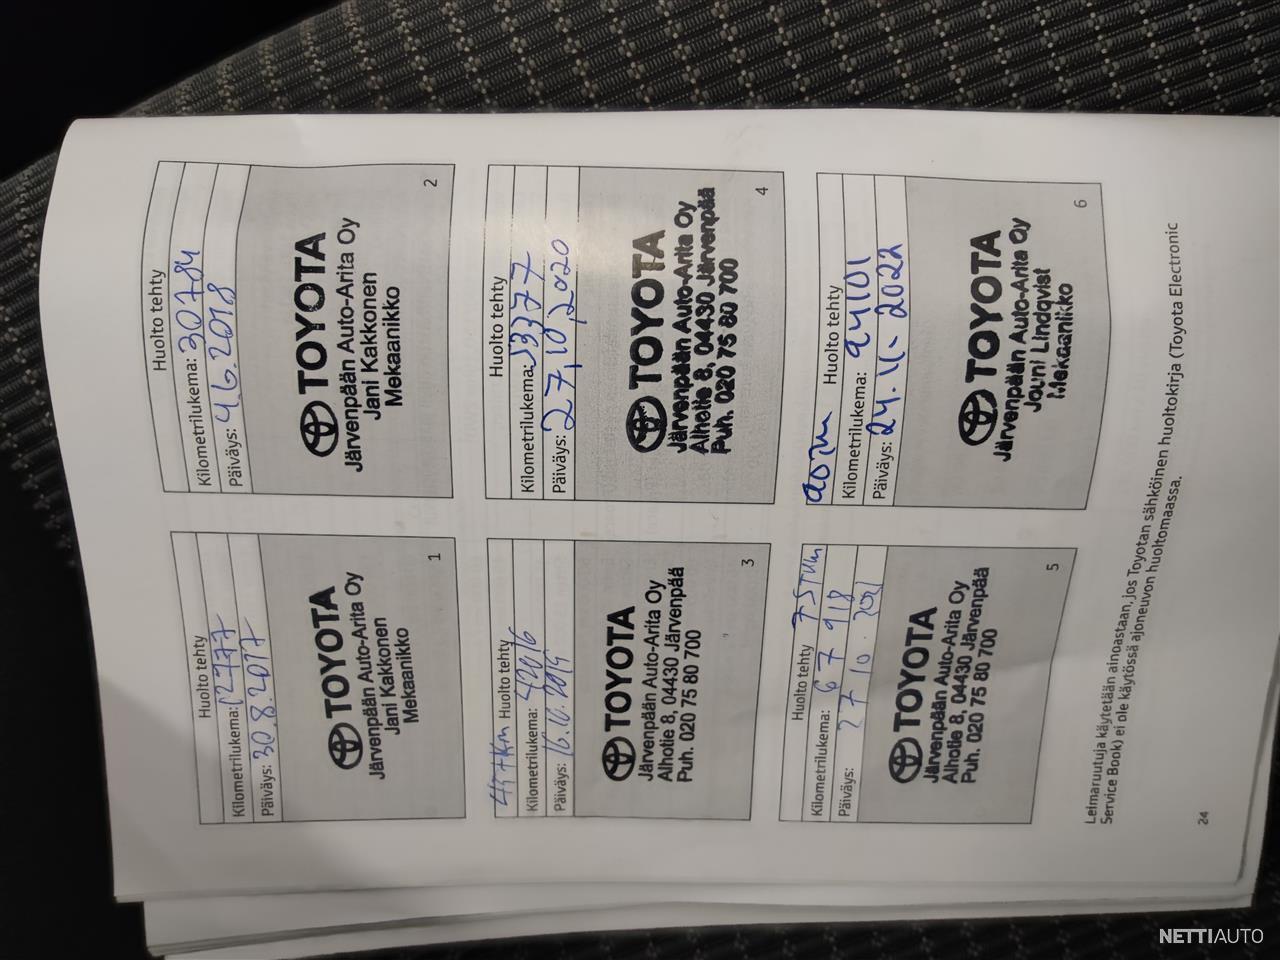 Huolto tehty
Kilometrilukema: 12777
Päiväys: 30.8.2017
TOYOTA
Järvenpään Auto-Arita Oy
Jani Kakkonen
Mekaanikko
1
Huolto tehty
Kilometrilukema: 30784
Päiväys: 4.6.2018
TOYOTA
Järvenpään Auto-Arita Oy
Jani Kakkonen
Mekaanikko
2
Huolto tehty
Kilometrilukema: 42016
Päiväys: 16.10.2019
TOYOTA
Järvenpään Auto-Arita Oy
Alhotie 8, 04430 Järvenpää
Puh. 020 75 80 700
3
Huolto tehty
Kilometrilukema: 53377
Päiväys: 27.10.2020
TOYOTA
Järvenpään Auto-Arita Oy
Alhotie 8, 04430 Järvenpää
Puh. 020 75 80 700
4
Huolto tehty
Kilometrilukema: 67918
Päiväys: 27 10. 2021
TOYOTA
Järvenpään Auto-Arita Oy
Alhotie 8, 04430 Järvenpää
Puh. 020 75 80 700
5
Huolto tehty
Kilometrilukema: 94101
Päiväys: 24.11.2022
TOYOTA
Järvenpään Auto-Arita Oy
Jouni Lindqvist
Mekaanikko
6
Leimaruutuja käytetään ainoastaan, jos Toyotan sähköinen huoltokirja (Toyota Electronic
Service Book) ei ole käytössä ajoneuvon huoltomaassa.
24
NETTIAUTO